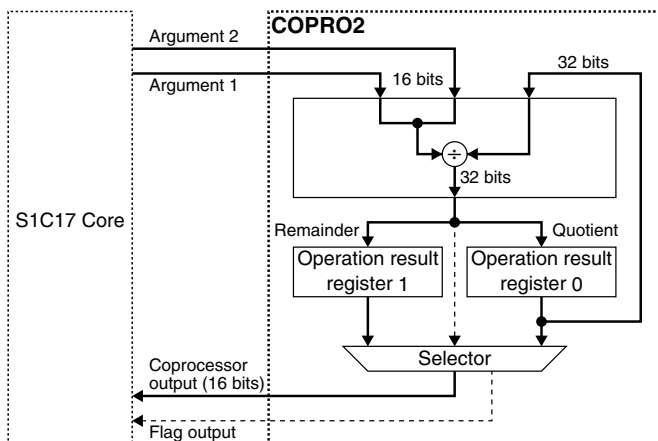 COPRO2
Argument 2
Argument 1
16 bits
32 bits
÷
32 bits
S1C17 Core
Remainder
Quotient
Operation result
register 1
Operation result
register 0
Selector
Coprocessor
output (16 bits)
Flag output